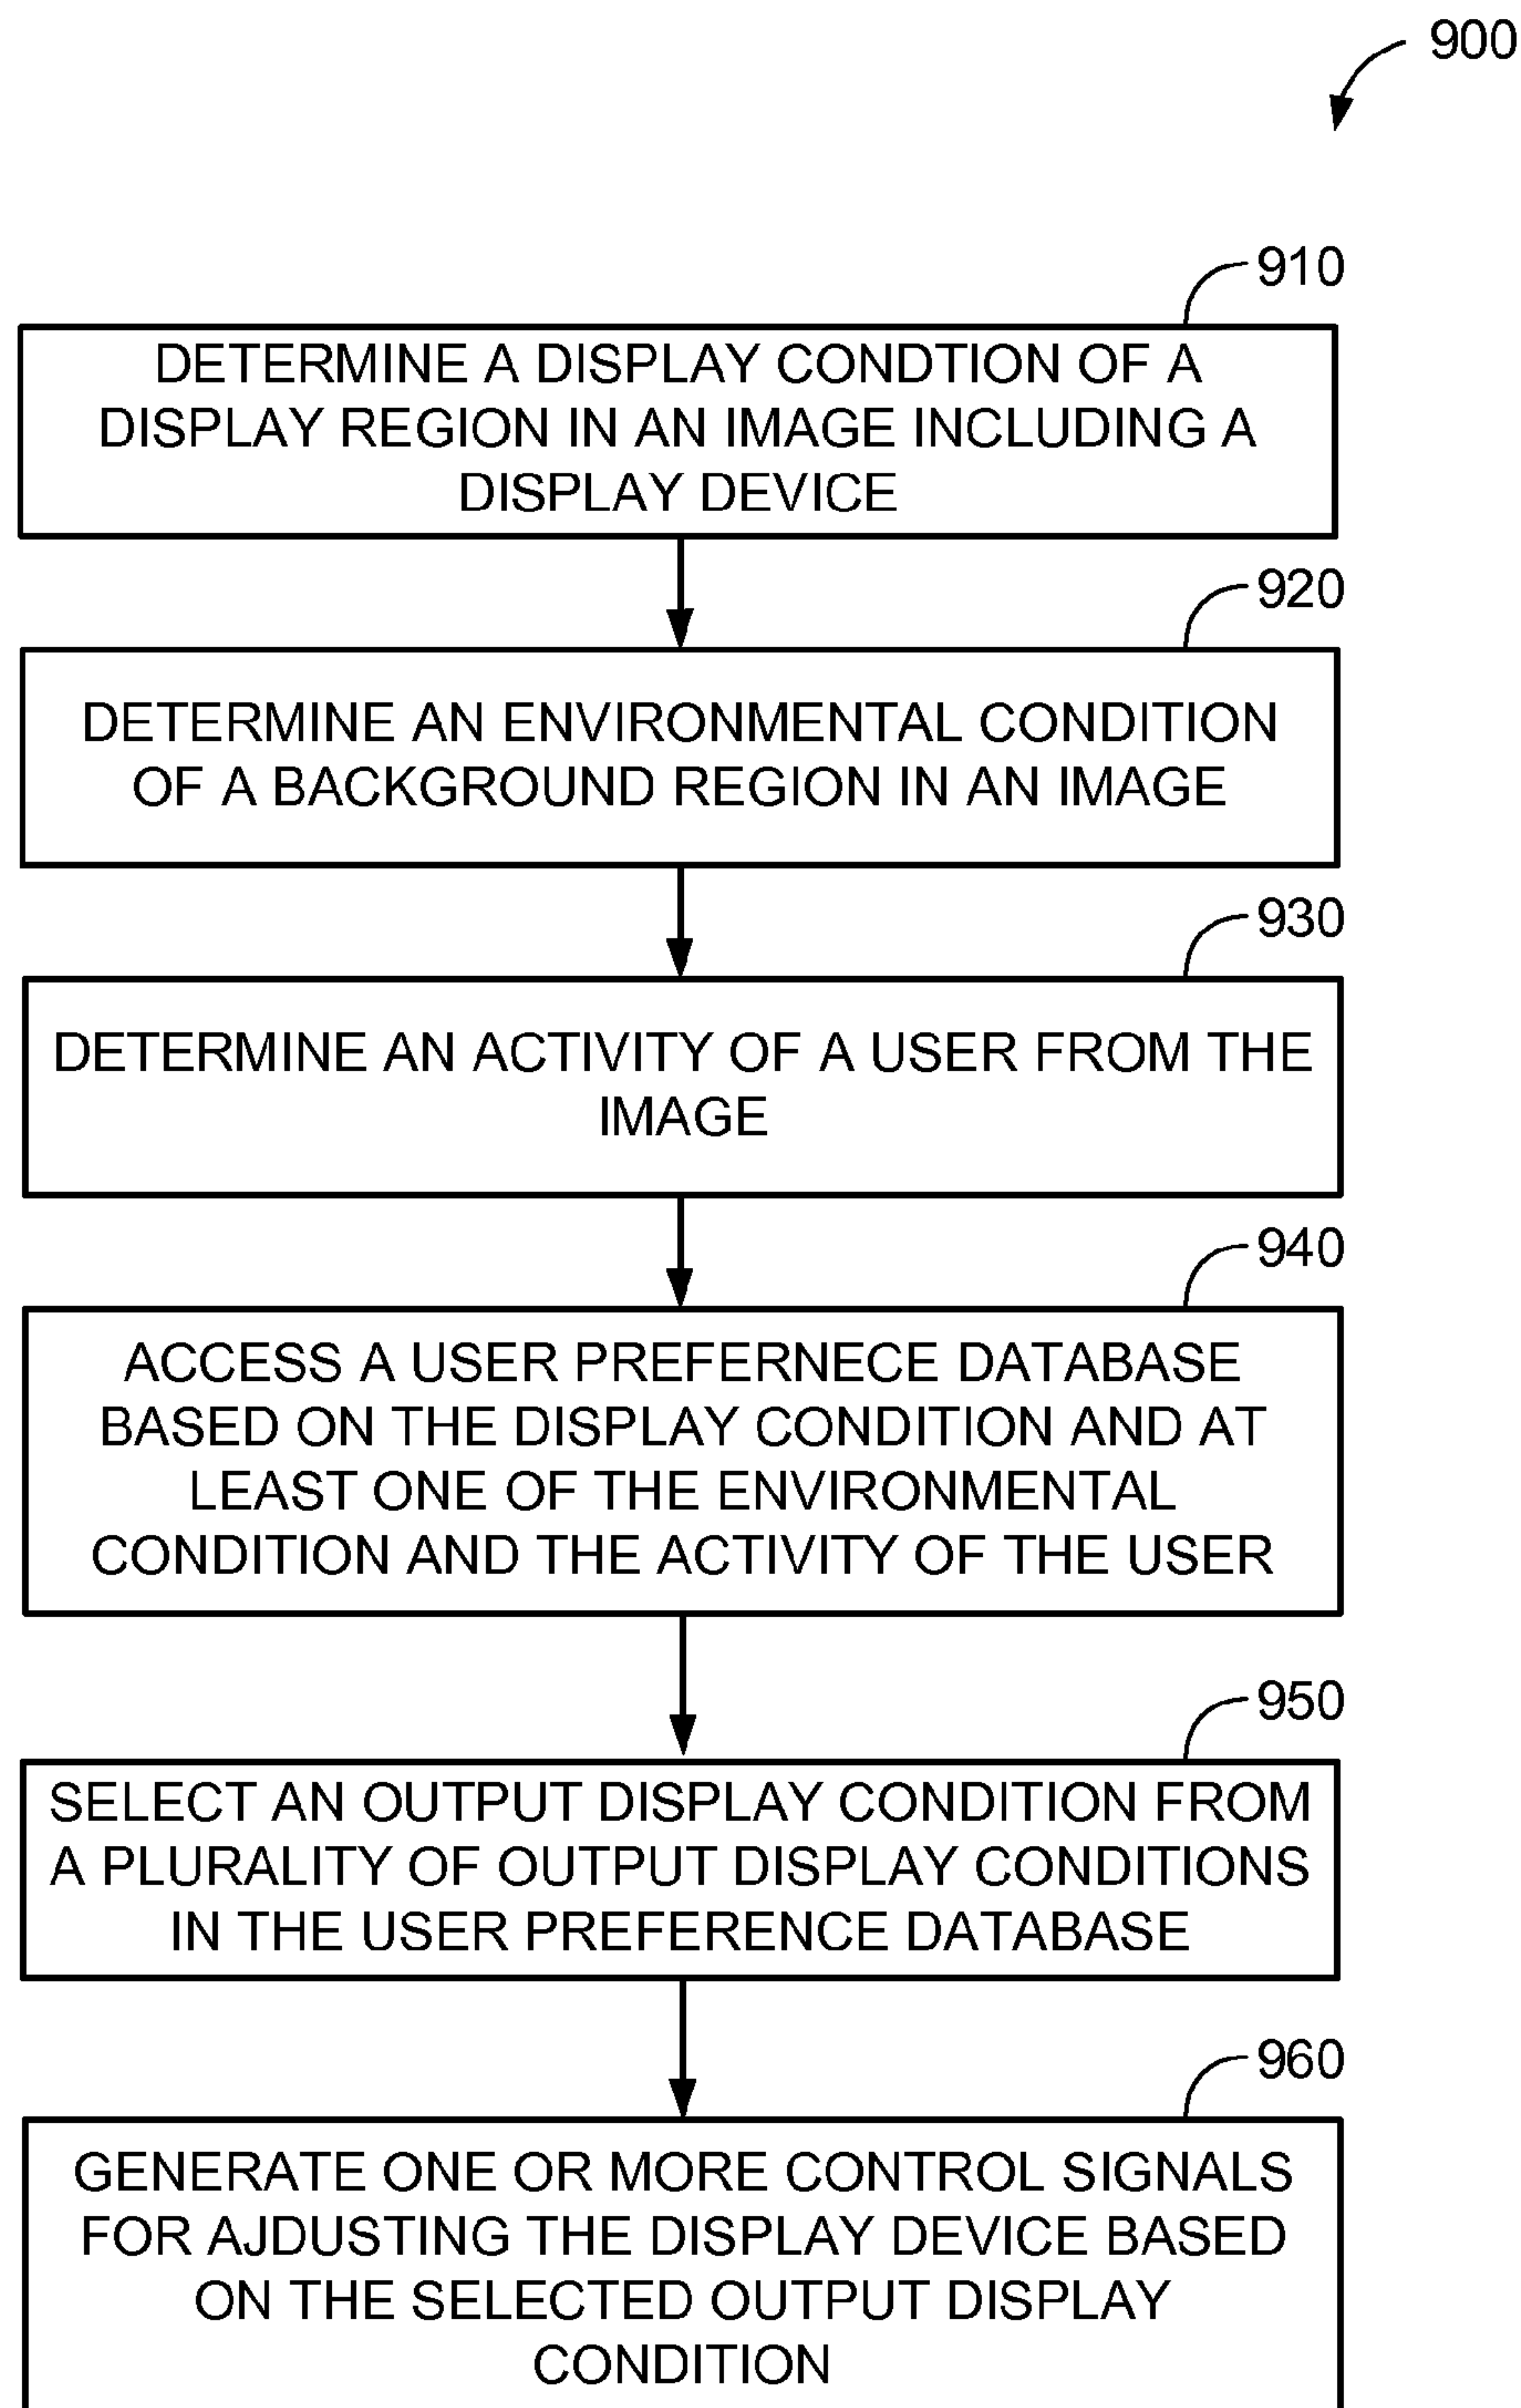 900
910
DETERMINE A DISPLAY CONDTION OF A
DISPLAY REGION IN AN IMAGE INCLUDING A
DISPLAY DEVICE
920
DETERMINE AN ENVIRONMENTAL CONDITION
OF A BACKGROUND REGION IN AN IMAGE
930
DETERMINE AN ACTIVITY OF A USER FROM THE
IMAGE
940
ACCESS A USER PREFERNECE DATABASE
BASED ON THE DISPLAY CONDITION AND AT
LEAST ONE OF THE ENVIRONMENTAL
CONDITION AND THE ACTIVITY OF THE USER
950
SELECT AN OUTPUT DISPLAY CONDITION FROM
A PLURALITY OF OUTPUT DISPLAY CONDITIONS
IN THE USER PREFERENCE DATABASE
960
GENERATE ONE OR MORE CONTROL SIGNALS
FOR AJDUSTING THE DISPLAY DEVICE BASED
ON THE SELECTED OUTPUT DISPLAY
CONDITION